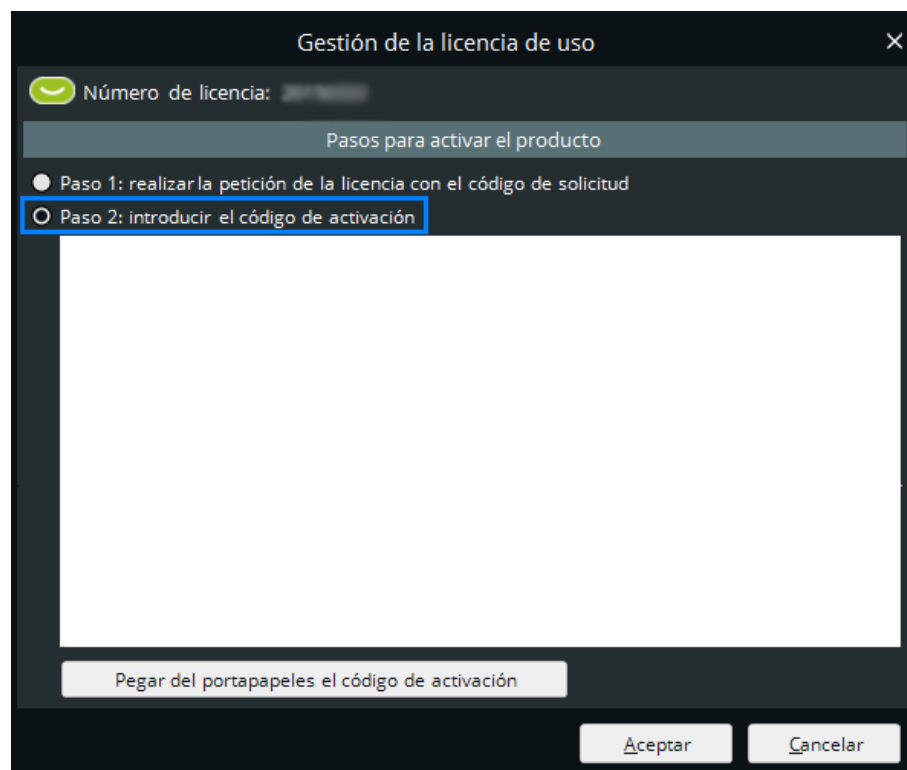 Gestión de la licencia de uso
Número de licencia:
Pasos para activar el producto
Paso 1: realizar la petición de la licencia con el código de solicitud
Paso 2: introducir el código de activación
Pegar del portapapeles el código de activación
Aceptar
Cancelar